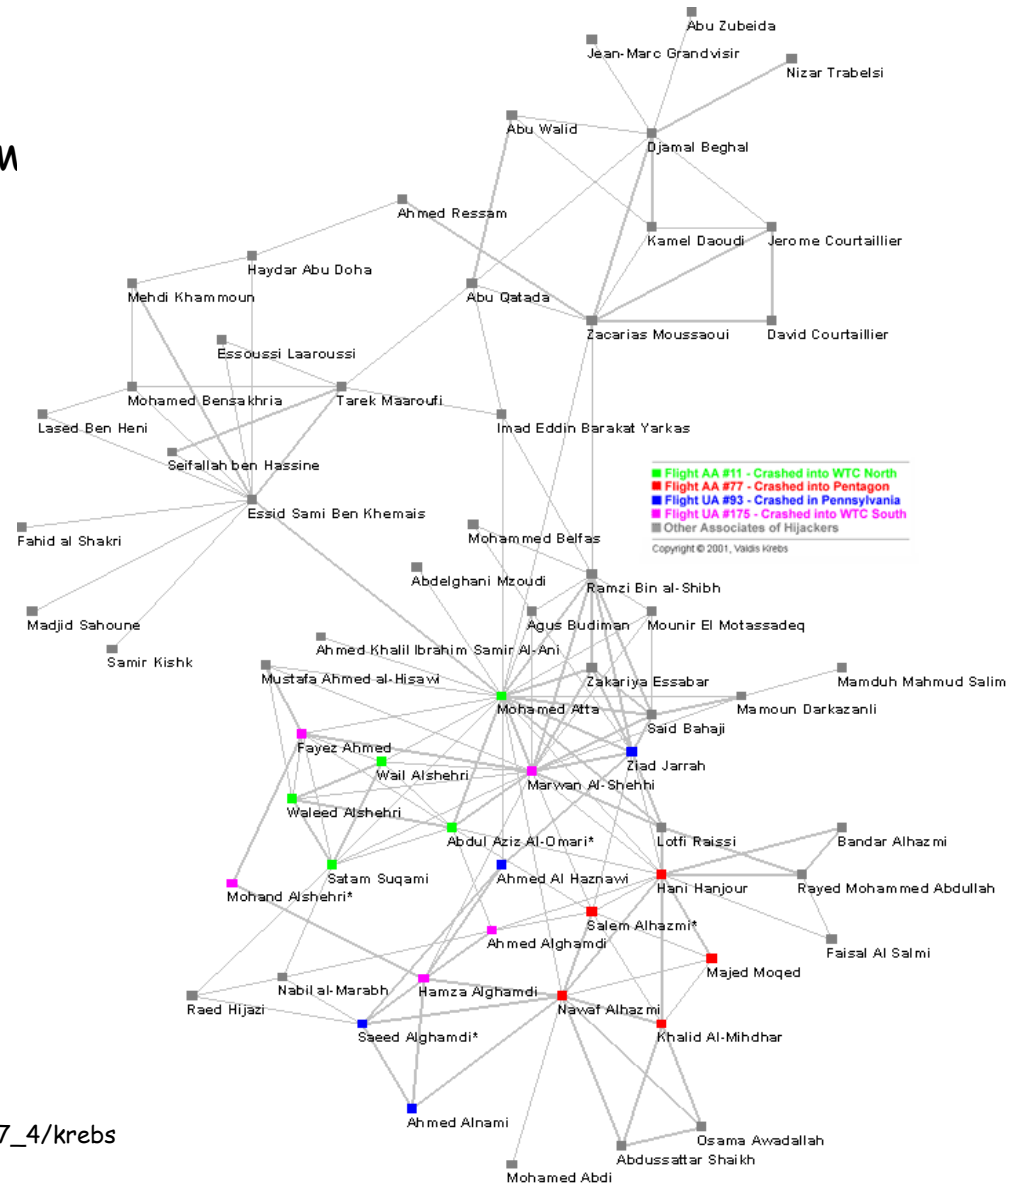 Abu Zubeida
Jean-Marc Grandvisir
Nizar Trabelsi
Abu Walid
Djamal Beghal
M
Ahmed Ressam
Kamel Daoudi
Jerome Courtaillier
Haydar Abu Doha
Mehdi Khammoun
Abu Qatada
Zacarias Moussaoui
David Courtaillier
Essoussi Laaroussi
Mohamed Bensakhria
Tarek Maaroufi
Lased Ben Heni
Imad Eddin Barakat Yarkas
Seifallah ben Hassine
Flight AA #11 - Crashed into WTC North
Flight AA #77 - Crashed into Pentagon
Flight UA #93 - Crashed in Pennsylvania
Flight UA #175 - Crashed into WTC South
Other Associates of Hijackers
Copyright © 2001, Valdis Krebs
Essid Sami Ben Khemais
Fahid al Shakri
Mohammed Belfas
Abdelghani Mzoudi
Ramzi Bin al-Shibh
Madjid Sahoune
Agus Budiman
Mounir El Motassadeq
Ahmed Khalil Ibrahim Samir Al-Ani
Samir Kishk
Mustafa Ahmed al-Hisawi
Zakariya Essabar
Mamduh Mahmud Salim
Mohamed Atta
Mamoun Darkazanli
Said Bahaji
Fayez Ahmed
Ziad Jarrah
Wail Alshehri
Marwan Al-Shehhi
Waleed Alshehri
Abdul Aziz Al-Omari*
Lotfi Raissi
Bandar Alhazmi
Satam Suqami
Ahmed Al Haznawi
Hani Hanjour
Rayed Mohammed Abdullah
Mohand Alshehri*
Salem Alhazmi*
Ahmed Alghamdi
Faisal Al Salmi
Majed Moqed
Nabil al-Marabh
Hamza Alghamdi
Raed Hijazi
Nawaf Alhazmi
Saeed Alghamdi*
Khalid Al-Mihdhar
Ahmed Alnami
7_4/krebs
Osama Awadallah
Abdussattar Shaikh
Mohamed Abdi